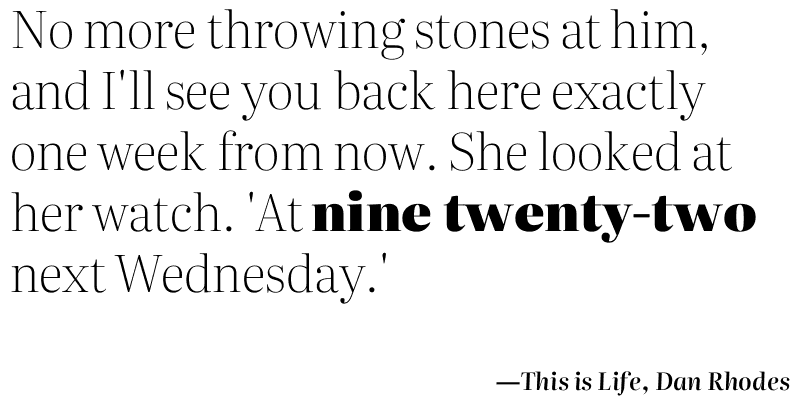 No more throwing stones at him,
and I'll see you back here exactly
one week from now. She looked at
her watch. 'At nine twenty-two
next Wednesday.'
—This is Life, Dan Rhodes